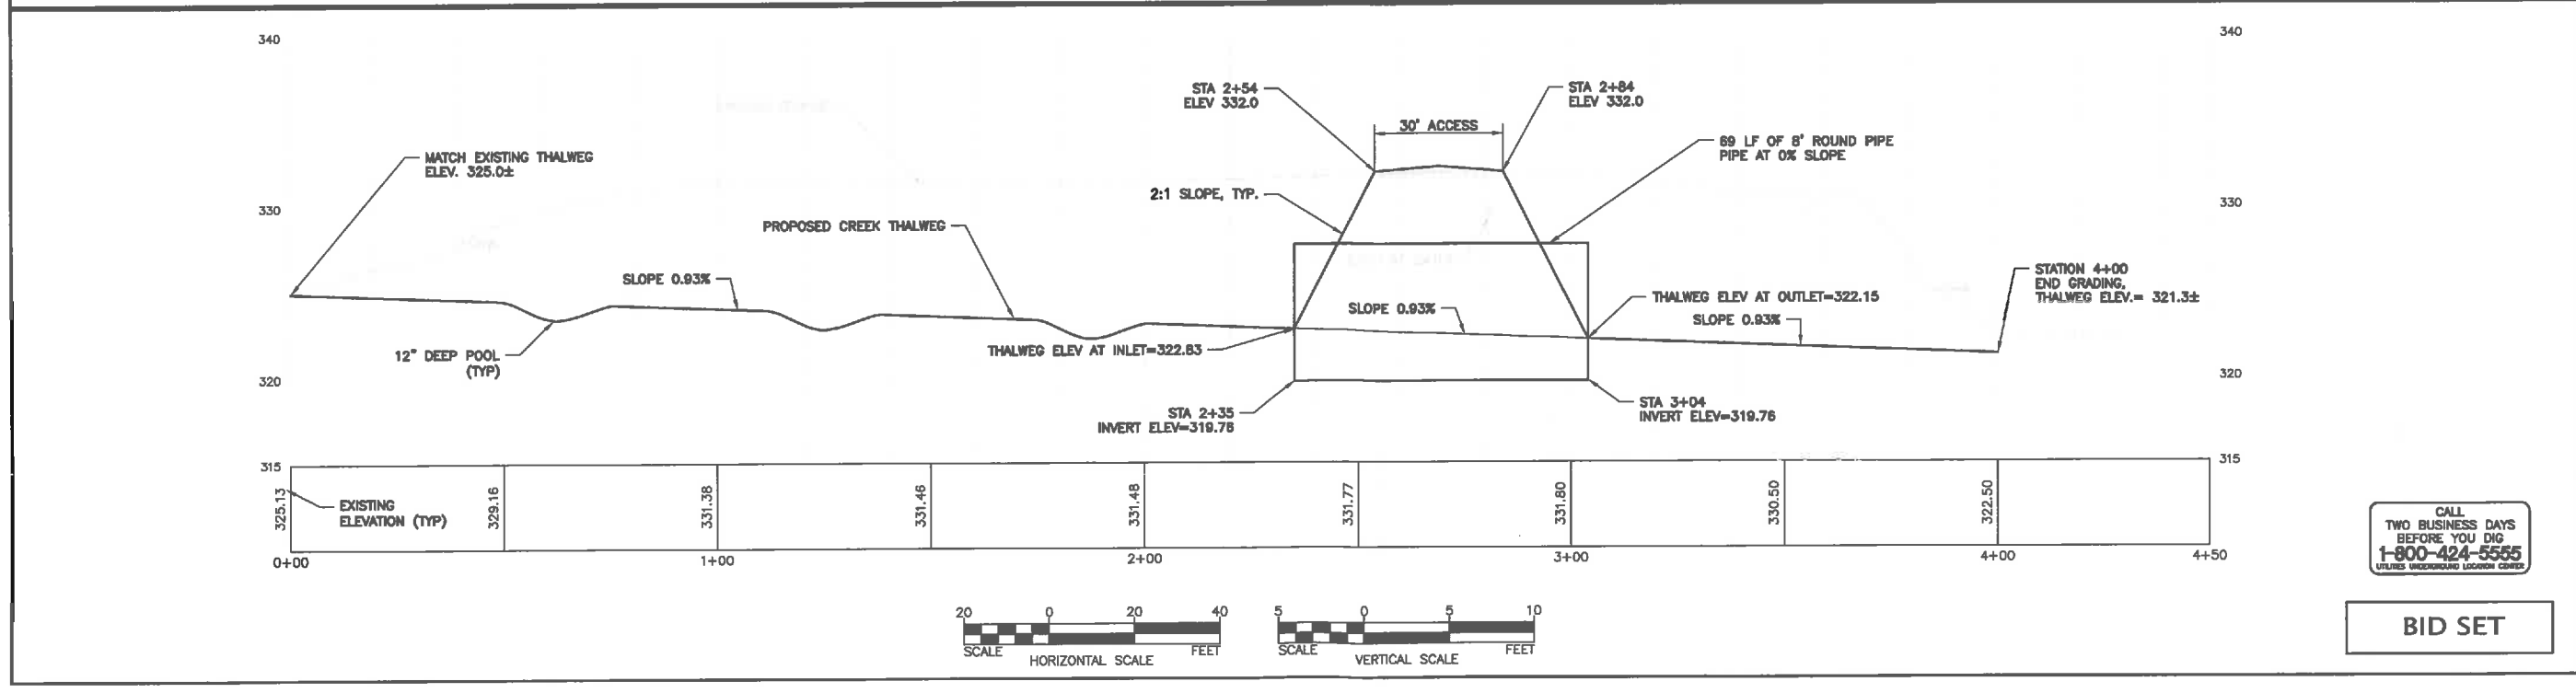 340
340
STA 2+54
ELEV 332.0
STA 2+84
ELEV 332.0
30' ACCESS
69 LF OF 8' ROUND PIPE
PIPE AT 0% SLOPE
MATCH EXISTING THALWEG
ELEV. 325.0±
2:1 SLOPE, TYP.
330
330
PROPOSED CREEK THALWEG
SLOPE 0.93%
STATION 4+00
END GRADING,
THALWEG ELEV.= 321.3±
THALWEG ELEV AT OUTLET=322.15
SLOPE 0.93%
SLOPE 0.93%
THALWEG ELEV AT INLET=322.83
12" DEEP POOL
(TYP)
320
320
STA 2+35
INVERT ELEV=319.76
STA 3+04
INVERT ELEV=319.76
315
315
325.13
329.16
331.38
331.46
331.48
331.77
331.80
330.50
322.50
EXISTING
ELEVATION (TYP)
0+00
1+00
2+00
3+00
4+00
4+50
CALL
TWO BUSINESS DAYS
BEFORE YOU DIG
1-800-424-5555
UTILITIES UNDERGROUND LOCATION CENTER
20 0 20 40
SCALE HORIZONTAL SCALE FEET
5 0 5 10
SCALE VERTICAL SCALE FEET
BID SET